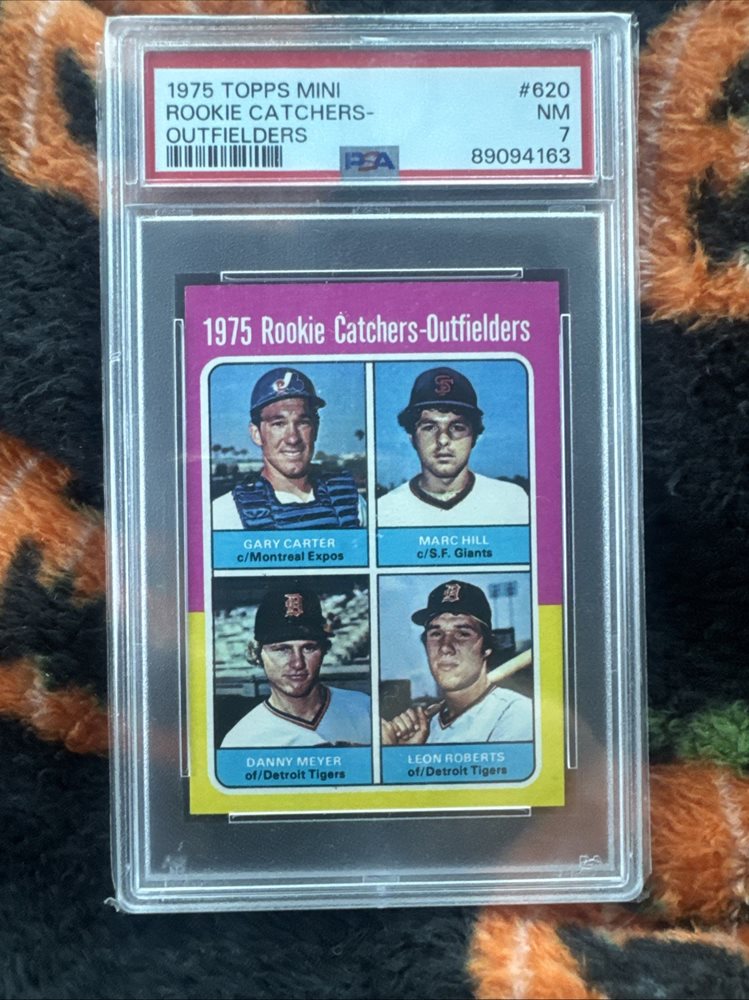 1975 TOPPS MINI #620
ROOKIE CATCHERS- NM
OUTFIELDERS 7
PSA 89094163
1975 Rookie Catchers-Outfielders
GARY CARTER
c/Montreal Expos
MARC HILL
c/S.F. Giants
DANNY MEYER
of/Detroit Tigers
LEON ROBERTS
of/Detroit Tigers